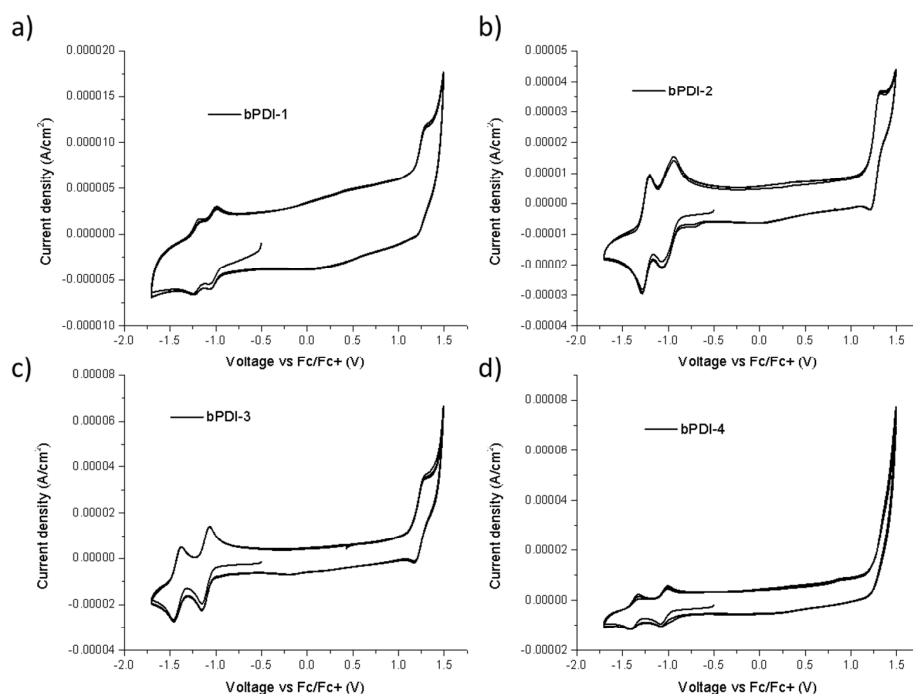 a)
0.000020
0.000015
0.000010
0.000005
0.000000
-0.000005
-0.000010
Current density (A/cm²)
bPDI-1
-2.0 -1.5 -1.0 -0.5 0.0 0.5 1.0 1.5
Voltage vs Fc/Fc+ (V)
b)
0.00005
0.00004
0.00003
0.00002
0.00001
0.00000
-0.00001
-0.00002
-0.00003
-0.00004
Current density (A/cm²)
bPDI-2
-2.0 -1.5 -1.0 -0.5 0.0 0.5 1.0 1.5
Voltage vs Fc/Fc+ (V)
c)
0.00008
0.00006
0.00004
0.00002
0.00000
-0.00002
-0.00004
Current density (A/cm²)
bPDI-3
-2.0 -1.5 -1.0 -0.5 0.0 0.5 1.0 1.5
Voltage vs Fc/Fc+ (V)
d)
0.00008
0.00006
0.00004
0.00002
0.00000
-0.00002
Current density (A/cm²)
bPDI-4
-2.0 -1.5 -1.0 -0.5 0.0 0.5 1.0 1.5
Voltage vs Fc/Fc+ (V)